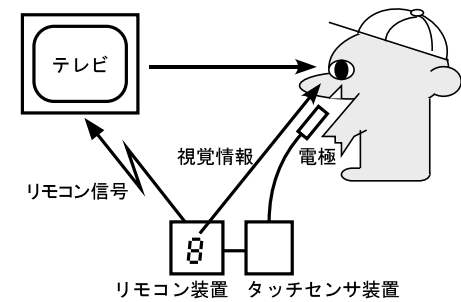 テレビ
視覚情報
電極
リモコン信号
8
リモコン装置
タッチセンサ装置